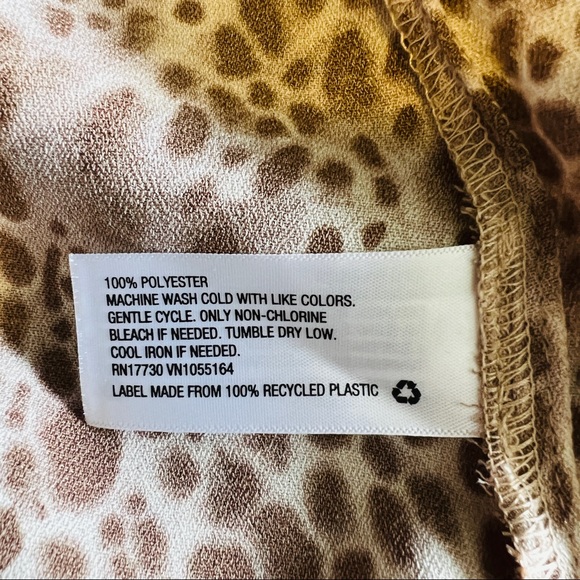 100% POLYESTER
MACHINE WASH COLD WITH LIKE COLORS.
GENTLE CYCLE. ONLY NON-CHLORINE
BLEACH IF NEEDED. TUMBLE DRY LOW.
COOL IRON IF NEEDED.
RN17730 VN1055164
LABEL MADE FROM 100% RECYCLED PLASTIC